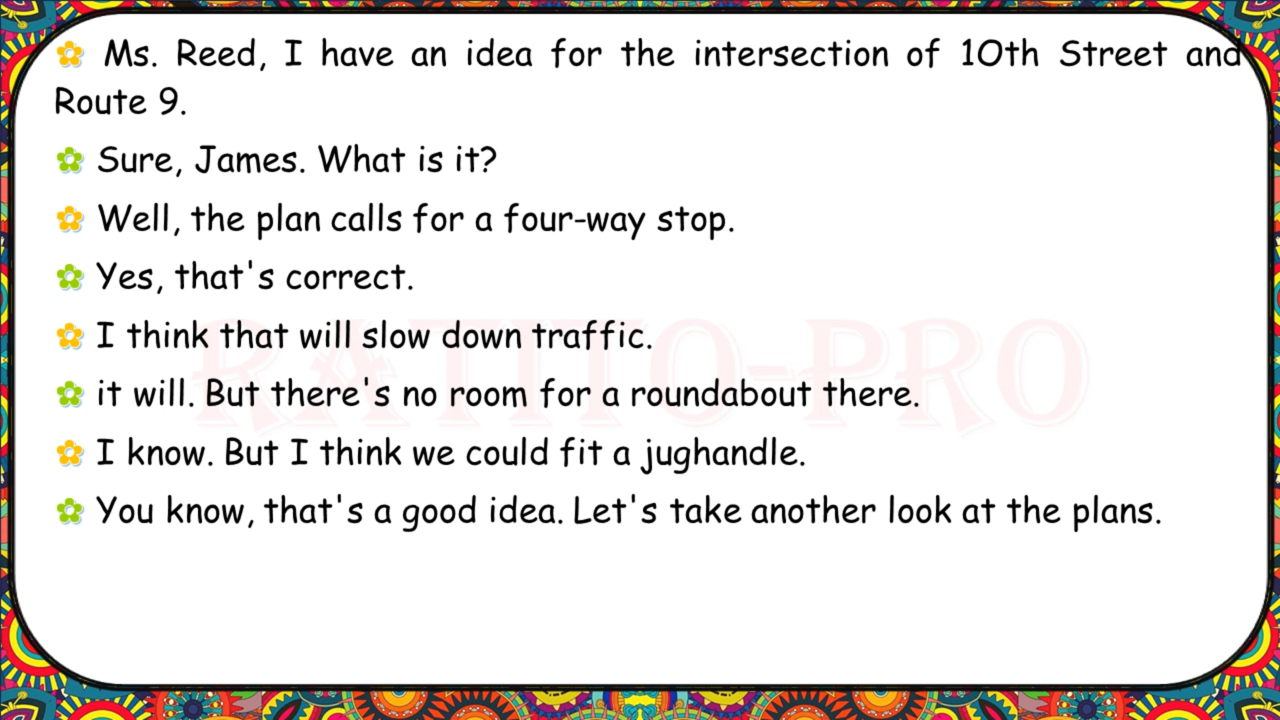 Ms. Reed, I have an idea for the intersection of 10th Street and
Route 9.
Sure, James. What is it?
Well, the plan calls for a four-way stop.
Yes, that's correct.
I think that will slow down traffic.
it will. But there's no room for a roundabout there.
I know. But I think we could fit a jughandle.
You know, that's a good idea. Let's take another look at the plans.
RATITO-PRO